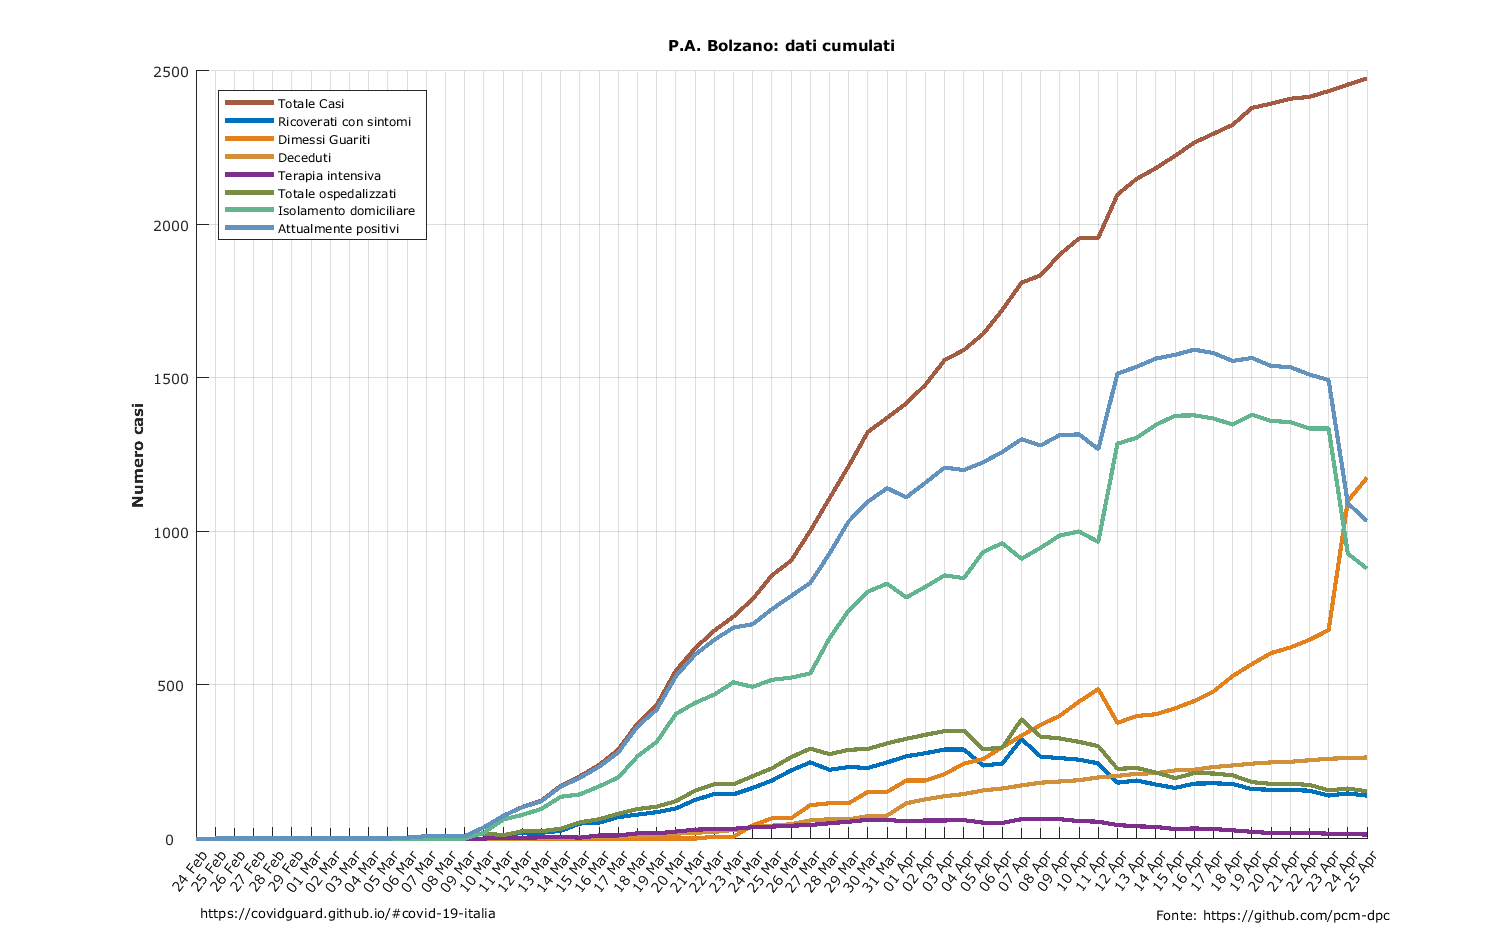 P.A. Bolzano: dati cumulati
2500
2000
1500
1000
500
0
Numero casi
Totale Casi
Ricoverati con sintomi
Dimessi Guariti
Deceduti
Terapia intensiva
Totale ospedalizzati
Isolamento domiciliare
Attualmente positivi
24 Feb
25 Feb
26 Feb
27 Feb
28 Feb
29 Feb
01 Mar
02 Mar
03 Mar
04 Mar
05 Mar
06 Mar
07 Mar
08 Mar
09 Mar
10 Mar
11 Mar
12 Mar
13 Mar
14 Mar
15 Mar
16 Mar
17 Mar
18 Mar
19 Mar
20 Mar
21 Mar
22 Mar
23 Mar
24 Mar
25 Mar
26 Mar
27 Mar
28 Mar
29 Mar
30 Mar
31 Mar
01 Apr
02 Apr
03 Apr
04 Apr
05 Apr
06 Apr
07 Apr
08 Apr
09 Apr
10 Apr
11 Apr
12 Apr
13 Apr
14 Apr
15 Apr
16 Apr
17 Apr
18 Apr
19 Apr
20 Apr
21 Apr
22 Apr
23 Apr
24 Apr
25 Apr
https://covidguard.github.io/#covid-19-italia
Fonte: https://github.com/pcm-dpc